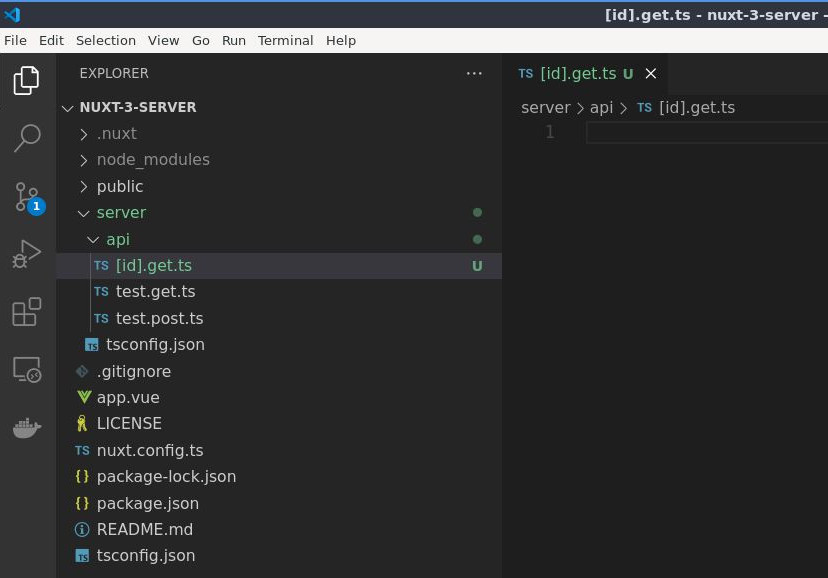 [id].get.ts - nuxt-3-server -
File Edit Selection View Go Run Terminal Help
EXPLORER ···
NUXT-3-SERVER
.nuxt
node_modules
public
server
api
TS [id].get.ts U
TS test.get.ts
TS test.post.ts
TS tsconfig.json
.gitignore
app.vue
LICENSE
TS nuxt.config.ts
{} package-lock.json
{} package.json
README.md
TS tsconfig.json
1
TS [id].get.ts U
server > api > TS [id].get.ts
1